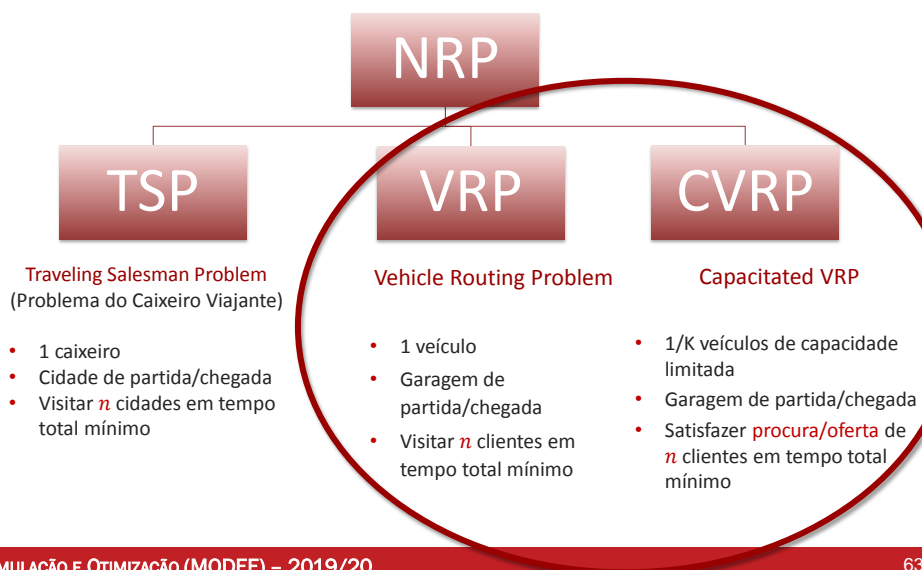 NRP
TSP
VRP
CVRP
Traveling Salesman Problem
(Problema do Caixeiro Viajante)
• 1 caixeiro
• Cidade de partida/chegada
• Visitar n cidades em tempo
total mínimo
Vehicle Routing Problem
• 1 veículo
• Garagem de
partida/chegada
• Visitar n clientes em
tempo total mínimo
Capacitated VRP
• 1/K veículos de capacidade
limitada
• Garagem de partida/chegada
• Satisfazer procura/oferta de
n clientes em tempo total
mínimo
OTIMIZAÇÃO (MODEF) – 2019/20
63